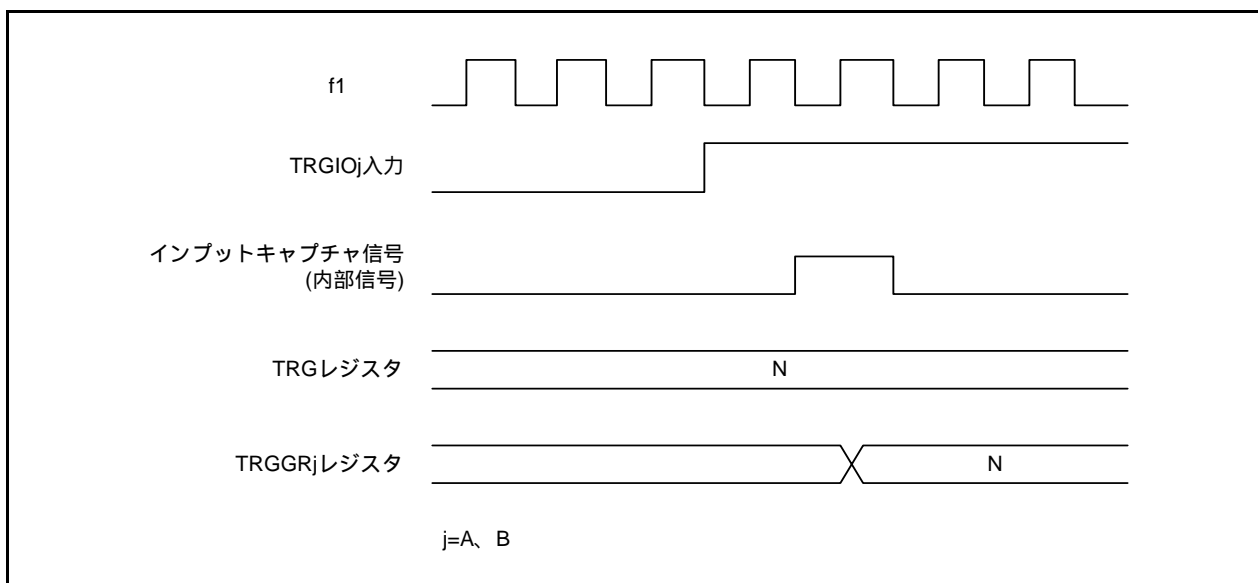 f1
TRGIOj入力
インプットキャプチャ信号
(内部信号)
TRGレジスタ
N
TRGGRjレジスタ
N
j=A、B